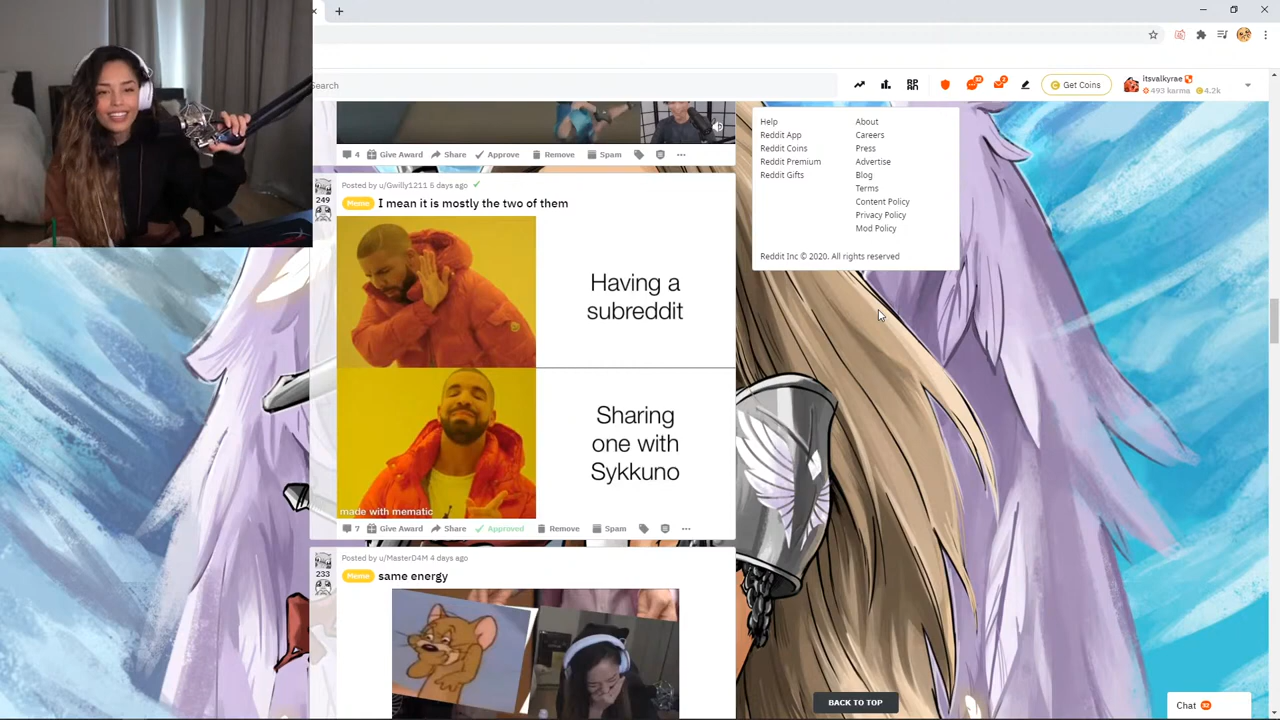 Search
Get Coins
itsvalkyrae
493 karma 4.2k
4 Give Award Share Approve Remove Spam
Help
Reddit App
Reddit Coins
Reddit Premium
Reddit Gifts
About
Careers
Press
Advertise
Blog
Terms
Content Policy
Privacy Policy
Mod Policy
Reddit Inc © 2020. All rights reserved
Posted by u/Gwilly1211 5 days ago
249
Meme I mean it is mostly the two of them
Having a
subreddit
Sharing
one with
Sykkuno
made with mematic
7 Give Award Share Approved Remove Spam
Posted by u/MasterD4M 4 days ago
233
Meme same energy
BACK TO TOP
Chat